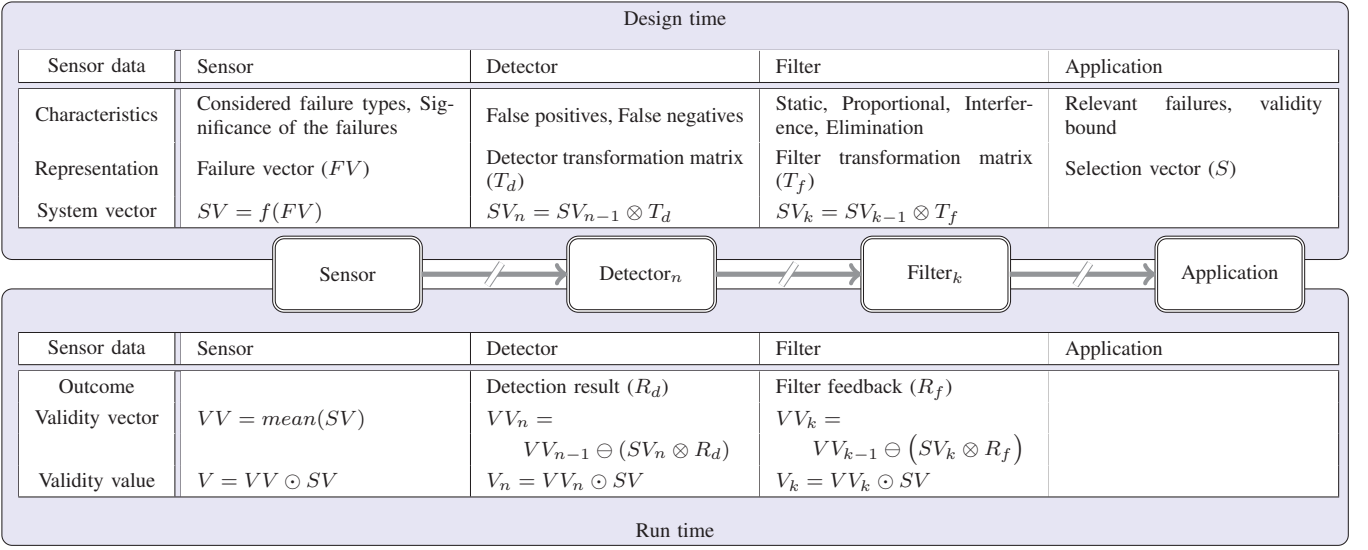 Design time
Sensor data Sensor Detector Filter Application
Characteristics Considered failure types, Sig-
nificance of the failures False positives, False negatives Static, Proportional, Interfer-
ence, Elimination Relevant failures, validity
bound
Representation Failure vector (FV) Detector transformation matrix
(T_d) Filter transformation matrix
(T_f) Selection vector (S)
System vector SV = f(FV) SV_n = SV_{n−1} ⊗ T_d SV_k = SV_{k−1} ⊗ T_f
Sensor Detector_n Filter_k Application
Sensor data Sensor Detector Filter Application
Outcome Detection result (R_d) Filter feedback (R_f)
Validity vector VV = mean(SV) VV_n = VV_k =
VV_{n−1} ⊖ (SV_n ⊗ R_d) VV_{k−1} ⊖ (SV_k ⊗ R_f)
Validity value V = VV ⊙ SV V_n = VV_n ⊙ SV V_k = VV_k ⊙ SV
Run time